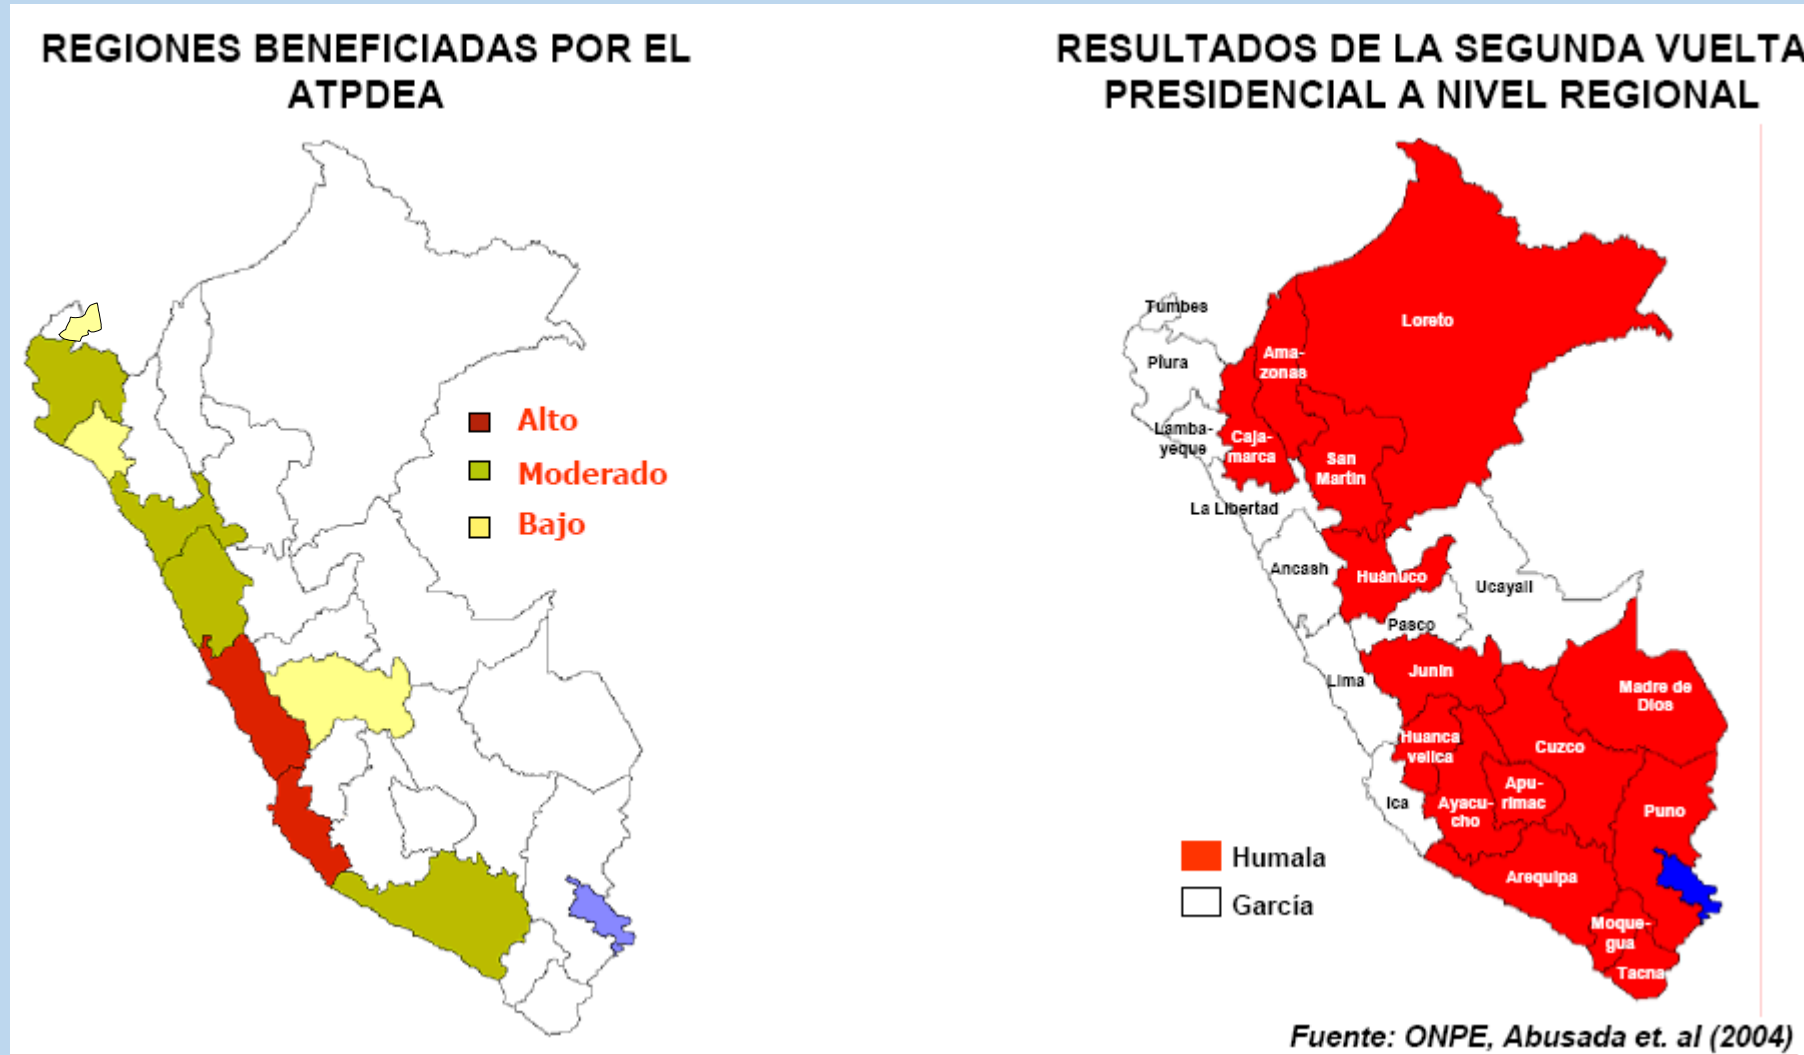 REGIONES BENEFICIADAS POR EL
ATPDEA
Alto
Moderado
Bajo
RESULTADOS DE LA SEGUNDA VUELTA
PRESIDENCIAL A NIVEL REGIONAL
Tumbes
Piura
Loreto
Ama-
zonas
Lamba-
yeque
Caja-
marca
San
Martin
La Libertad
Ancash
Huánuco
Ucayali
Pasco
Lima
Junin
Madre de
Dios
Huanca
velica
Cuzco
Ica
Ayacu-
cho
Apu-
rimac
Puno
Arequipa
Moque-
gua
Tacna
Humala
García
Fuente: ONPE, Abusada et. al (2004)